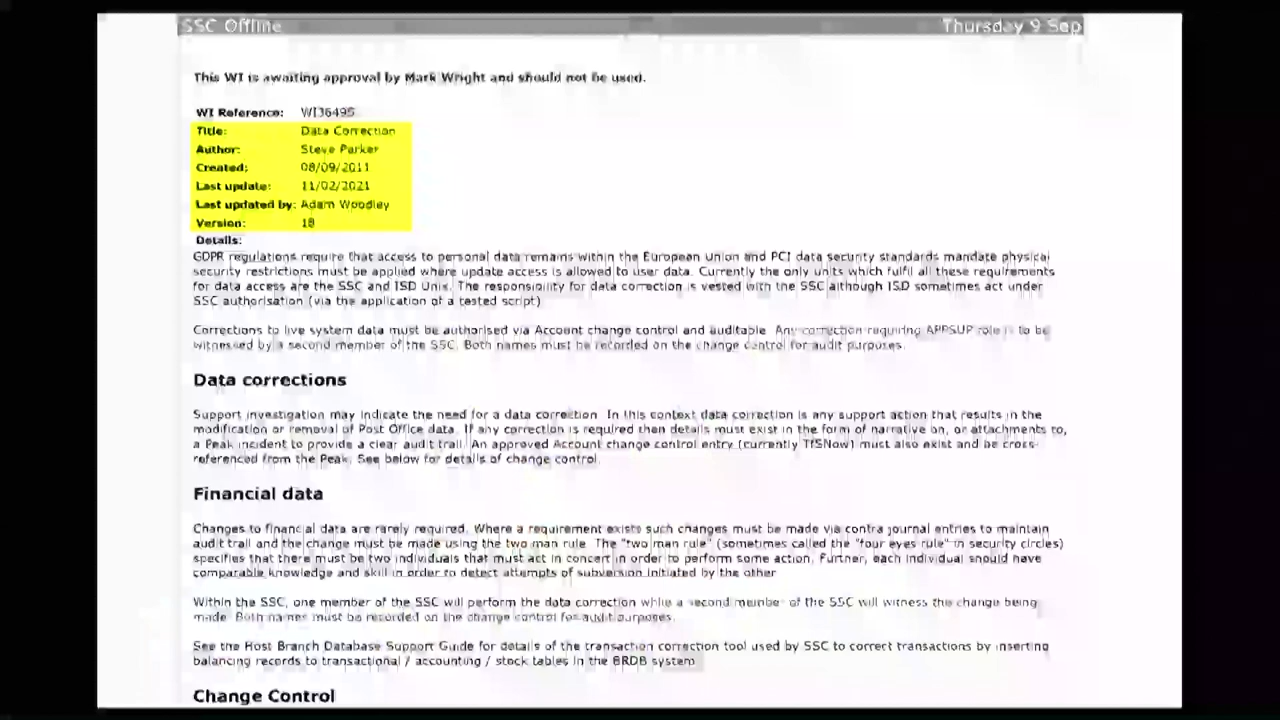 SSC Offline
Thursday 9 Sep
This WI is awaiting approval by Mark Wright and should not be used.
WI Reference: WI3649S
Title: Data Correction
Author: Steve Parker
Created: 08/09/2011
Last update: 11/02/2021
Last updated by: Adam Woodley
Version: 18
Details:
GDPR regulations require that access to personal data remains within the European Union and PCI data security standards mandate physical
security restrictions must be applied where update access is allowed to user data. Currently the only units which fulfil all these requirements
for data access are the SSC and ISD Unix. The responsibility for data correction is vested with the SSC although ISD sometimes act under
SSC authorisation (via the application of a tested script)
Corrections to live system data must be authorised via Account change control and auditable. Any correction requiring APPSUP role is to be
witnessed by a second member of the SSC. Both names must be recorded on the change control for audit purposes.
Data corrections
Support investigation may indicate the need for a data correction. In this context data correction is any support action that results in the
modification or removal of Post Office data. If any correction is required then details must exist in the form of narrative on, or attachments to,
a Peak incident to provide a clear audit trail. An approved Account change control entry (currently TfSNow) must also exist and be cross-
referenced from the Peak. See below for details of change control.
Financial data
Changes to financial data are rarely required. Where a requirement exists such changes must be made via contra journal entries to maintain
audit trail and the change must be made using the two man rule. The "two man rule" (sometimes called the "four eyes rule" in security circles)
specifies that there must be two individuals that must act in concert in order to perform some action. Further, each individual should have
comparable knowledge and skill in order to detect attempts of subversion initiated by the other
Within the SSC, one member of the SSC will perform the data correction while a second member of the SSC will witness the change being
made. Both names must be recorded on the change control for audit purposes.
See the Host Branch Database Support Guide for details of the transaction correction tool used by SSC to correct transactions by inserting
balancing records to transactional / accounting / stock tables in the BRDB system
Change Control